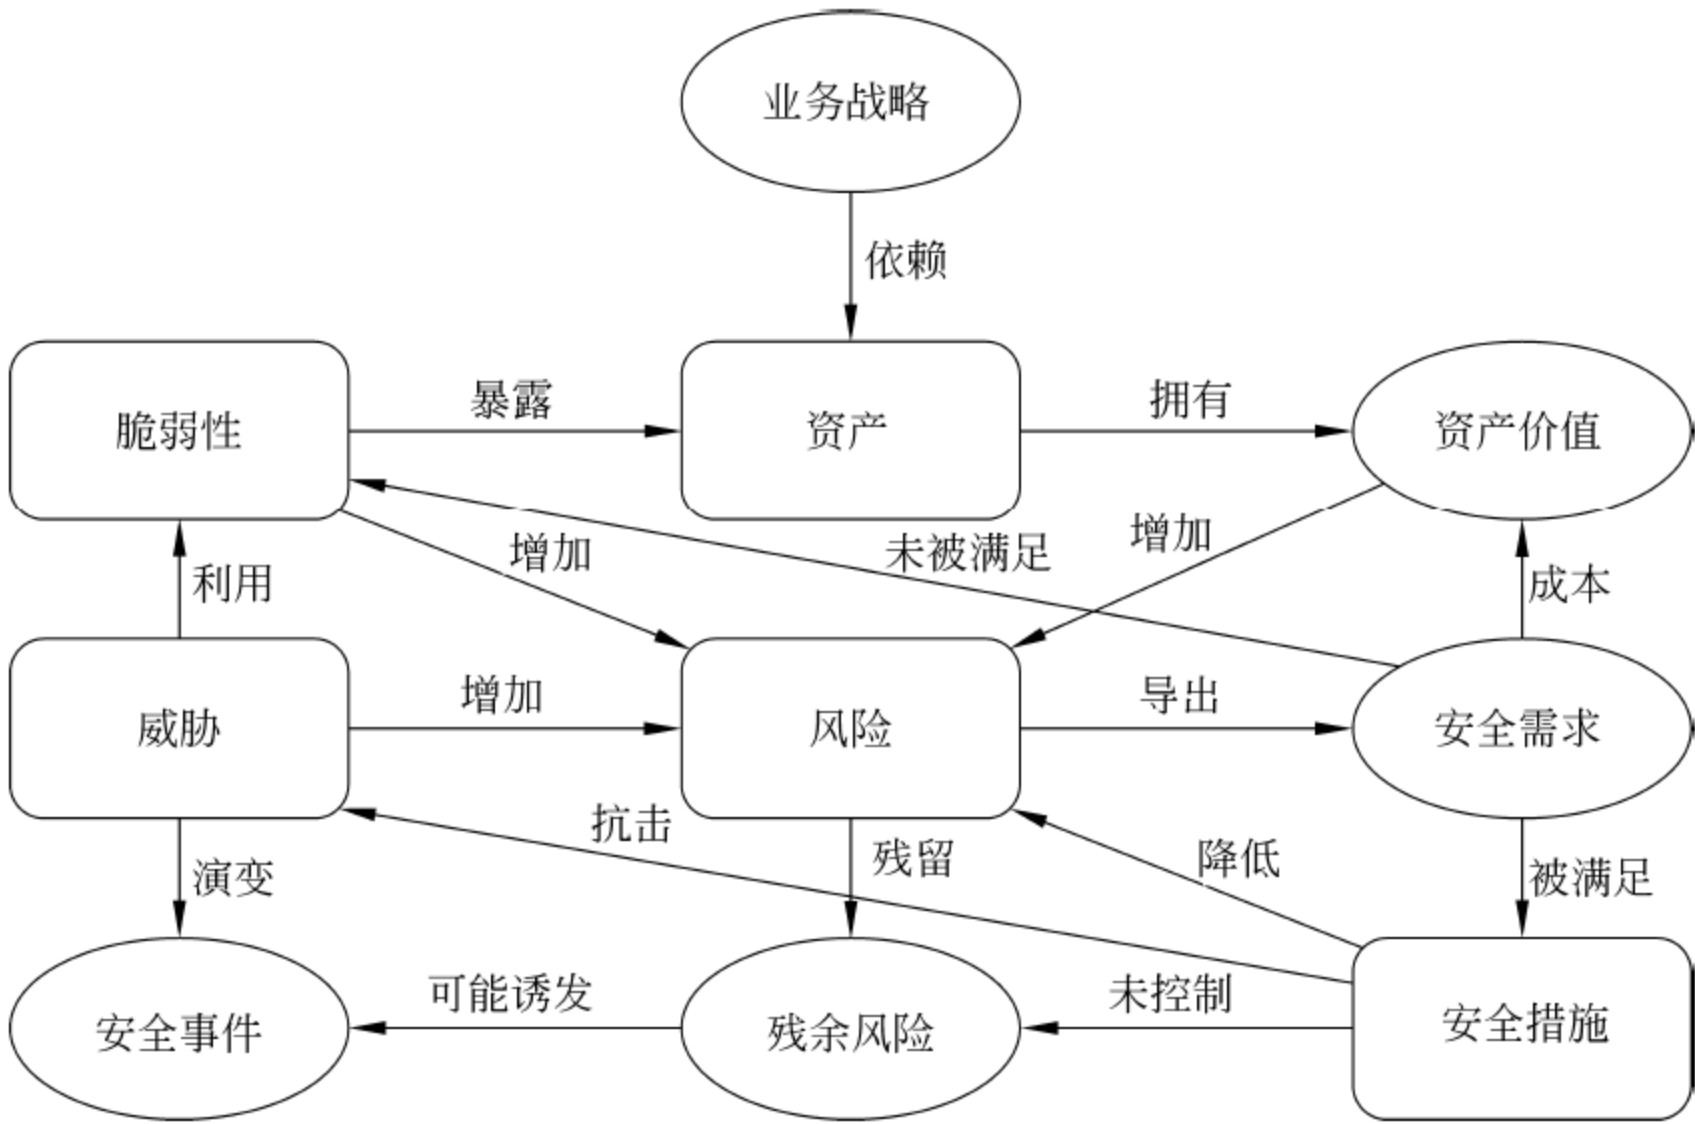 业务战略
依赖
脆弱性
暴露
资产
拥有
资产价值
增加
未被满足
增加
利用
成本
威胁
增加
风险
导出
安全需求
抗击
残留
降低
演变
被满足
安全事件
可能诱发
残余风险
未控制
安全措施